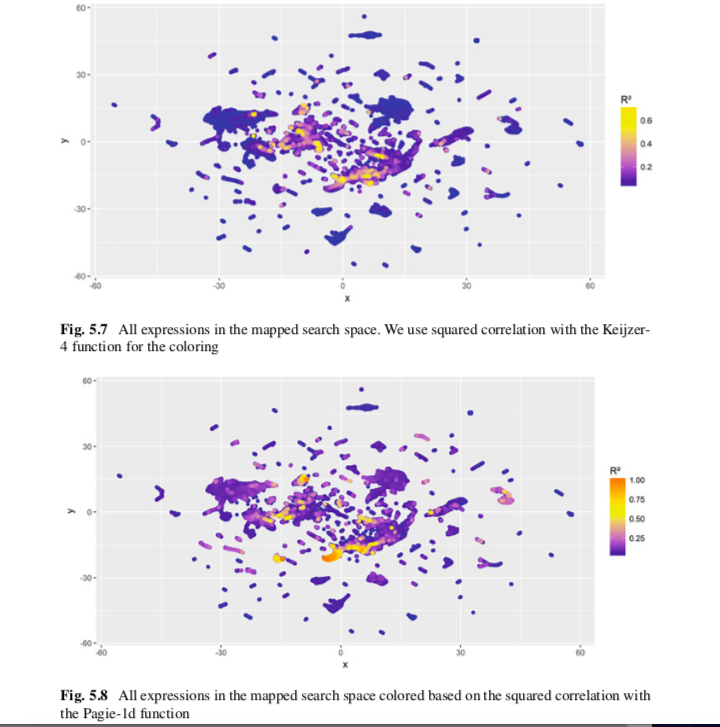 60
30
0
-30
-60
y
-60
-30
0
30
60
x
R²
0.6
0.4
0.2
Fig. 5.7 All expressions in the mapped search space. We use squared correlation with the Keijzer-
4 function for the coloring
60
30
0
-30
-60
y
-60
-30
0
30
60
x
R²
1.00
0.75
0.50
0.25
Fig. 5.8 All expressions in the mapped search space colored based on the squared correlation with
the Pagie-1d function